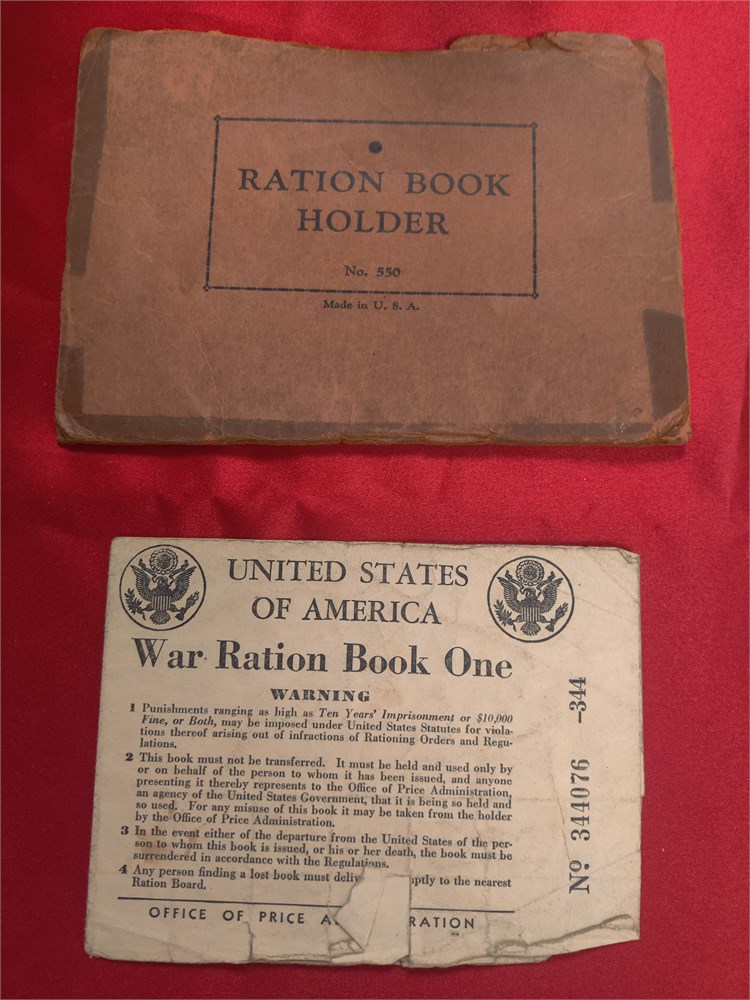 RATION BOOK
HOLDER
No. 550
Made in U. S. A.
UNITED STATES
OF AMERICA
War Ration Book One
WARNING
1 Punishments ranging as high as Ten Years' Imprisonment or $10,000
Fine, or Both, may be imposed under United States Statutes for viola-
tions thereof arising out of infractions of Rationing Orders and Regu-
lations.
2 This book must not be transferred. It must be held and used only by
or on behalf of the person to whom it has been issued, and anyone
presenting it thereby represents to the Office of Price Administration,
an agency of the United States Government, that it is being so held and
so used. For any misuse of this book it may be taken from the holder
by the Office of Price Administration.
3 In the event either of the departure from the United States of the per-
son to whom this book is issued, or his or her death, the book must be
surrendered in accordance with the Regulations.
4 Any person finding a lost book must deliv mptly to the nearest
Ration Board.
OFFICE OF PRICE A RATION
Nº 344076 -344